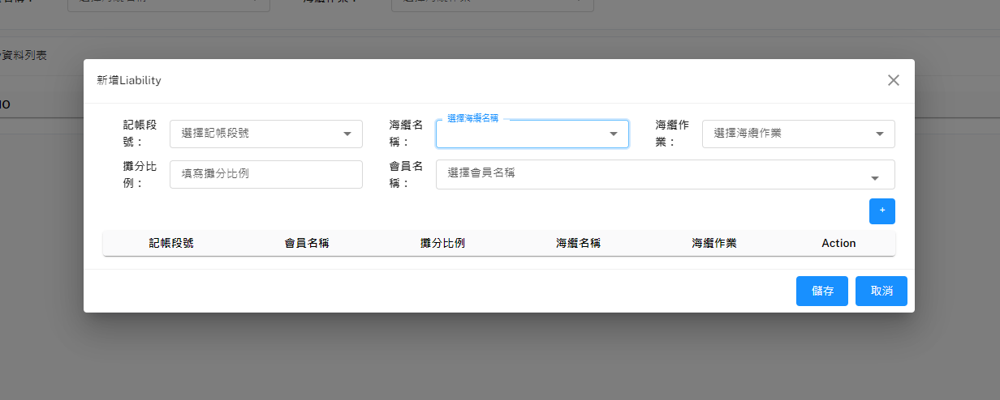 資料列表
新增Liability
記帳段
號：
選擇記帳段號
海纜名
稱：
選擇海纜名稱
海纜作
業：
選擇海纜作業
攤分比
例：
填寫攤分比例
會員名
稱：
選擇會員名稱
+
記帳段號 會員名稱 攤分比例 海纜名稱 海纜作業 Action
儲存 取消